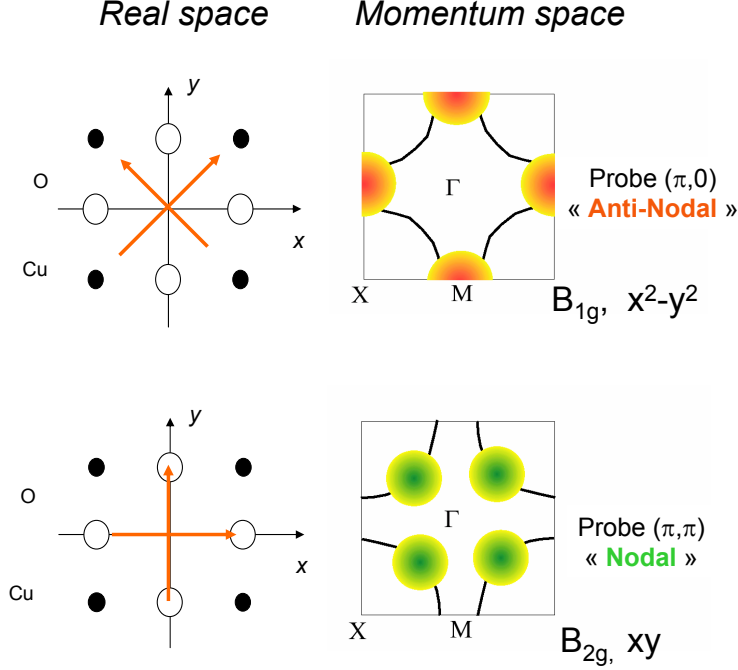 Real space
Momentum space
y
O
x
Cu
Γ
Probe (π,0)
« Anti-Nodal »
X
M
B1g, x²-y²
y
O
x
Cu
Γ
Probe (π,π)
« Nodal »
X
M
B2g, xy